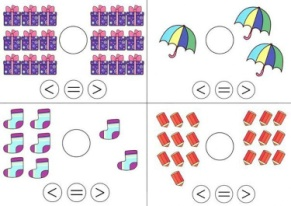 < = >
< = >
< = >
< = >